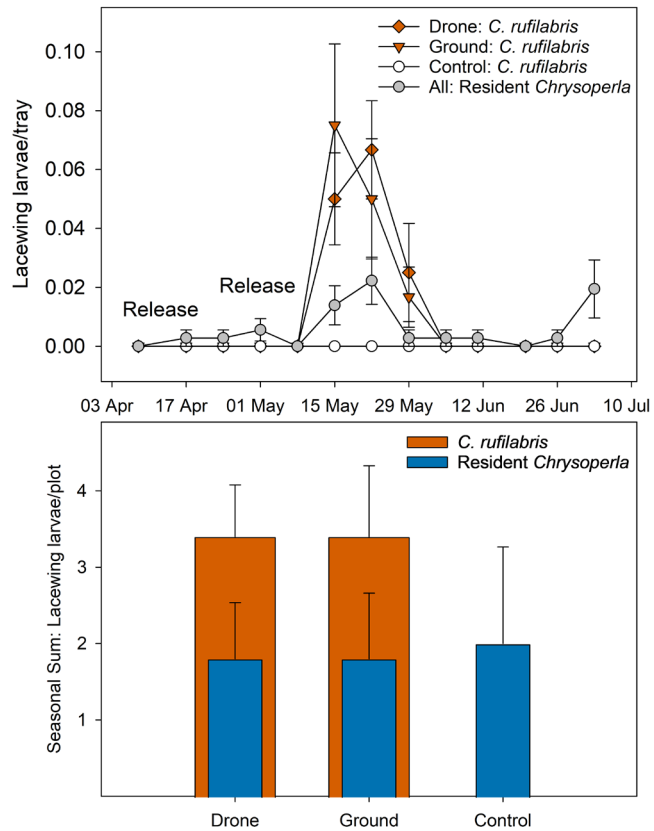 Drone: C. rufilabris
Ground: C. rufilabris
Control: C. rufilabris
All: Resident Chrysoperla
Lacewing larvae/tray
0.10
0.08
0.06
0.04
0.02
0.00
Release
Release
03 Apr 17 Apr 01 May 15 May 29 May 12 Jun 26 Jun 10 Jul
C. rufilabris
Resident Chrysoperla
Seasonal Sum: Lacewing larvae/plot
4
3
2
1
Drone Ground Control